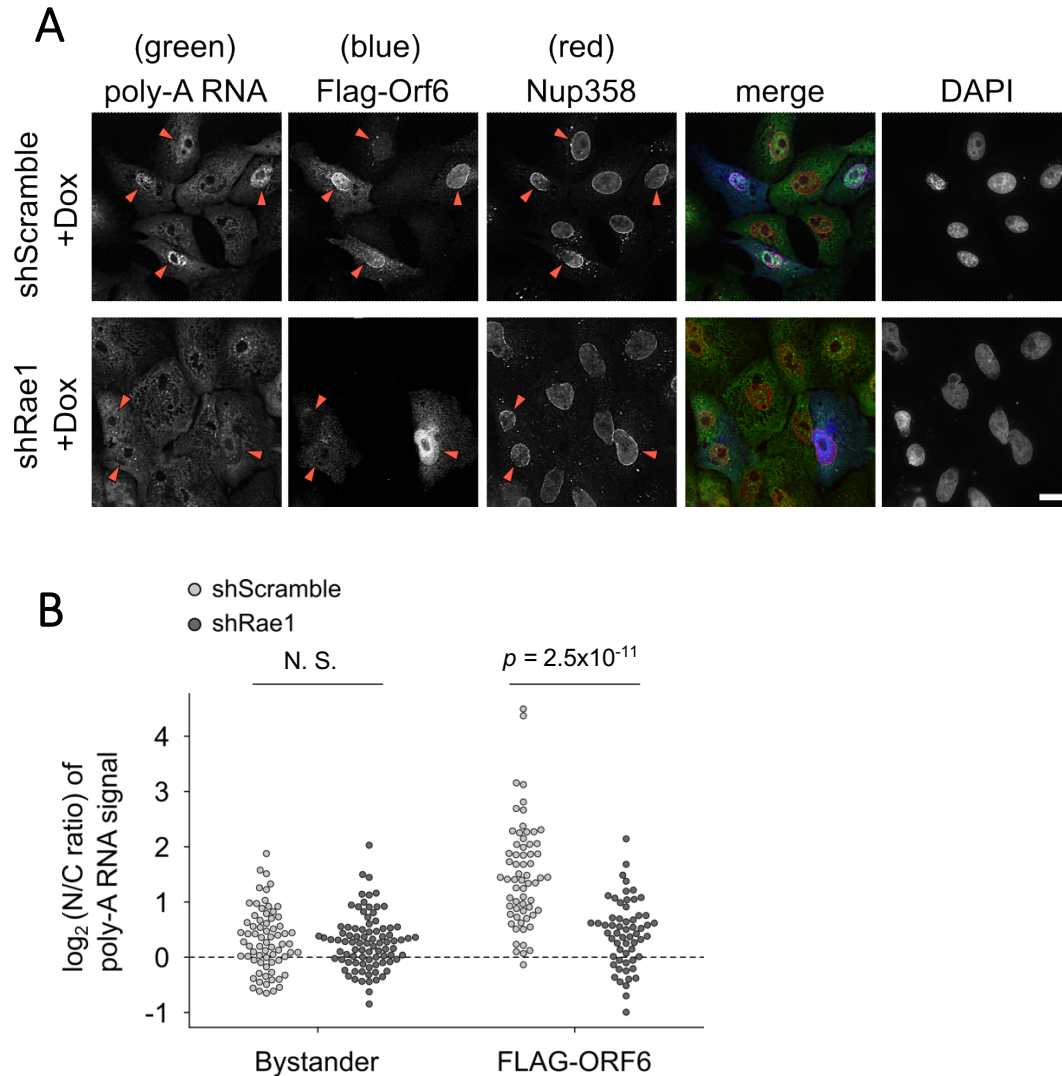 A
(green) (blue) (red)
poly-A RNA Flag-Orf6 Nup358 merge DAPI
shScramble
+Dox
shRae1
+Dox
B
shScramble
shRae1
N. S.
p = 2.5x10⁻¹¹
log₂ (N/C ratio) of
poly-A RNA signal
4
3
2
1
0
-1
Bystander FLAG-ORF6